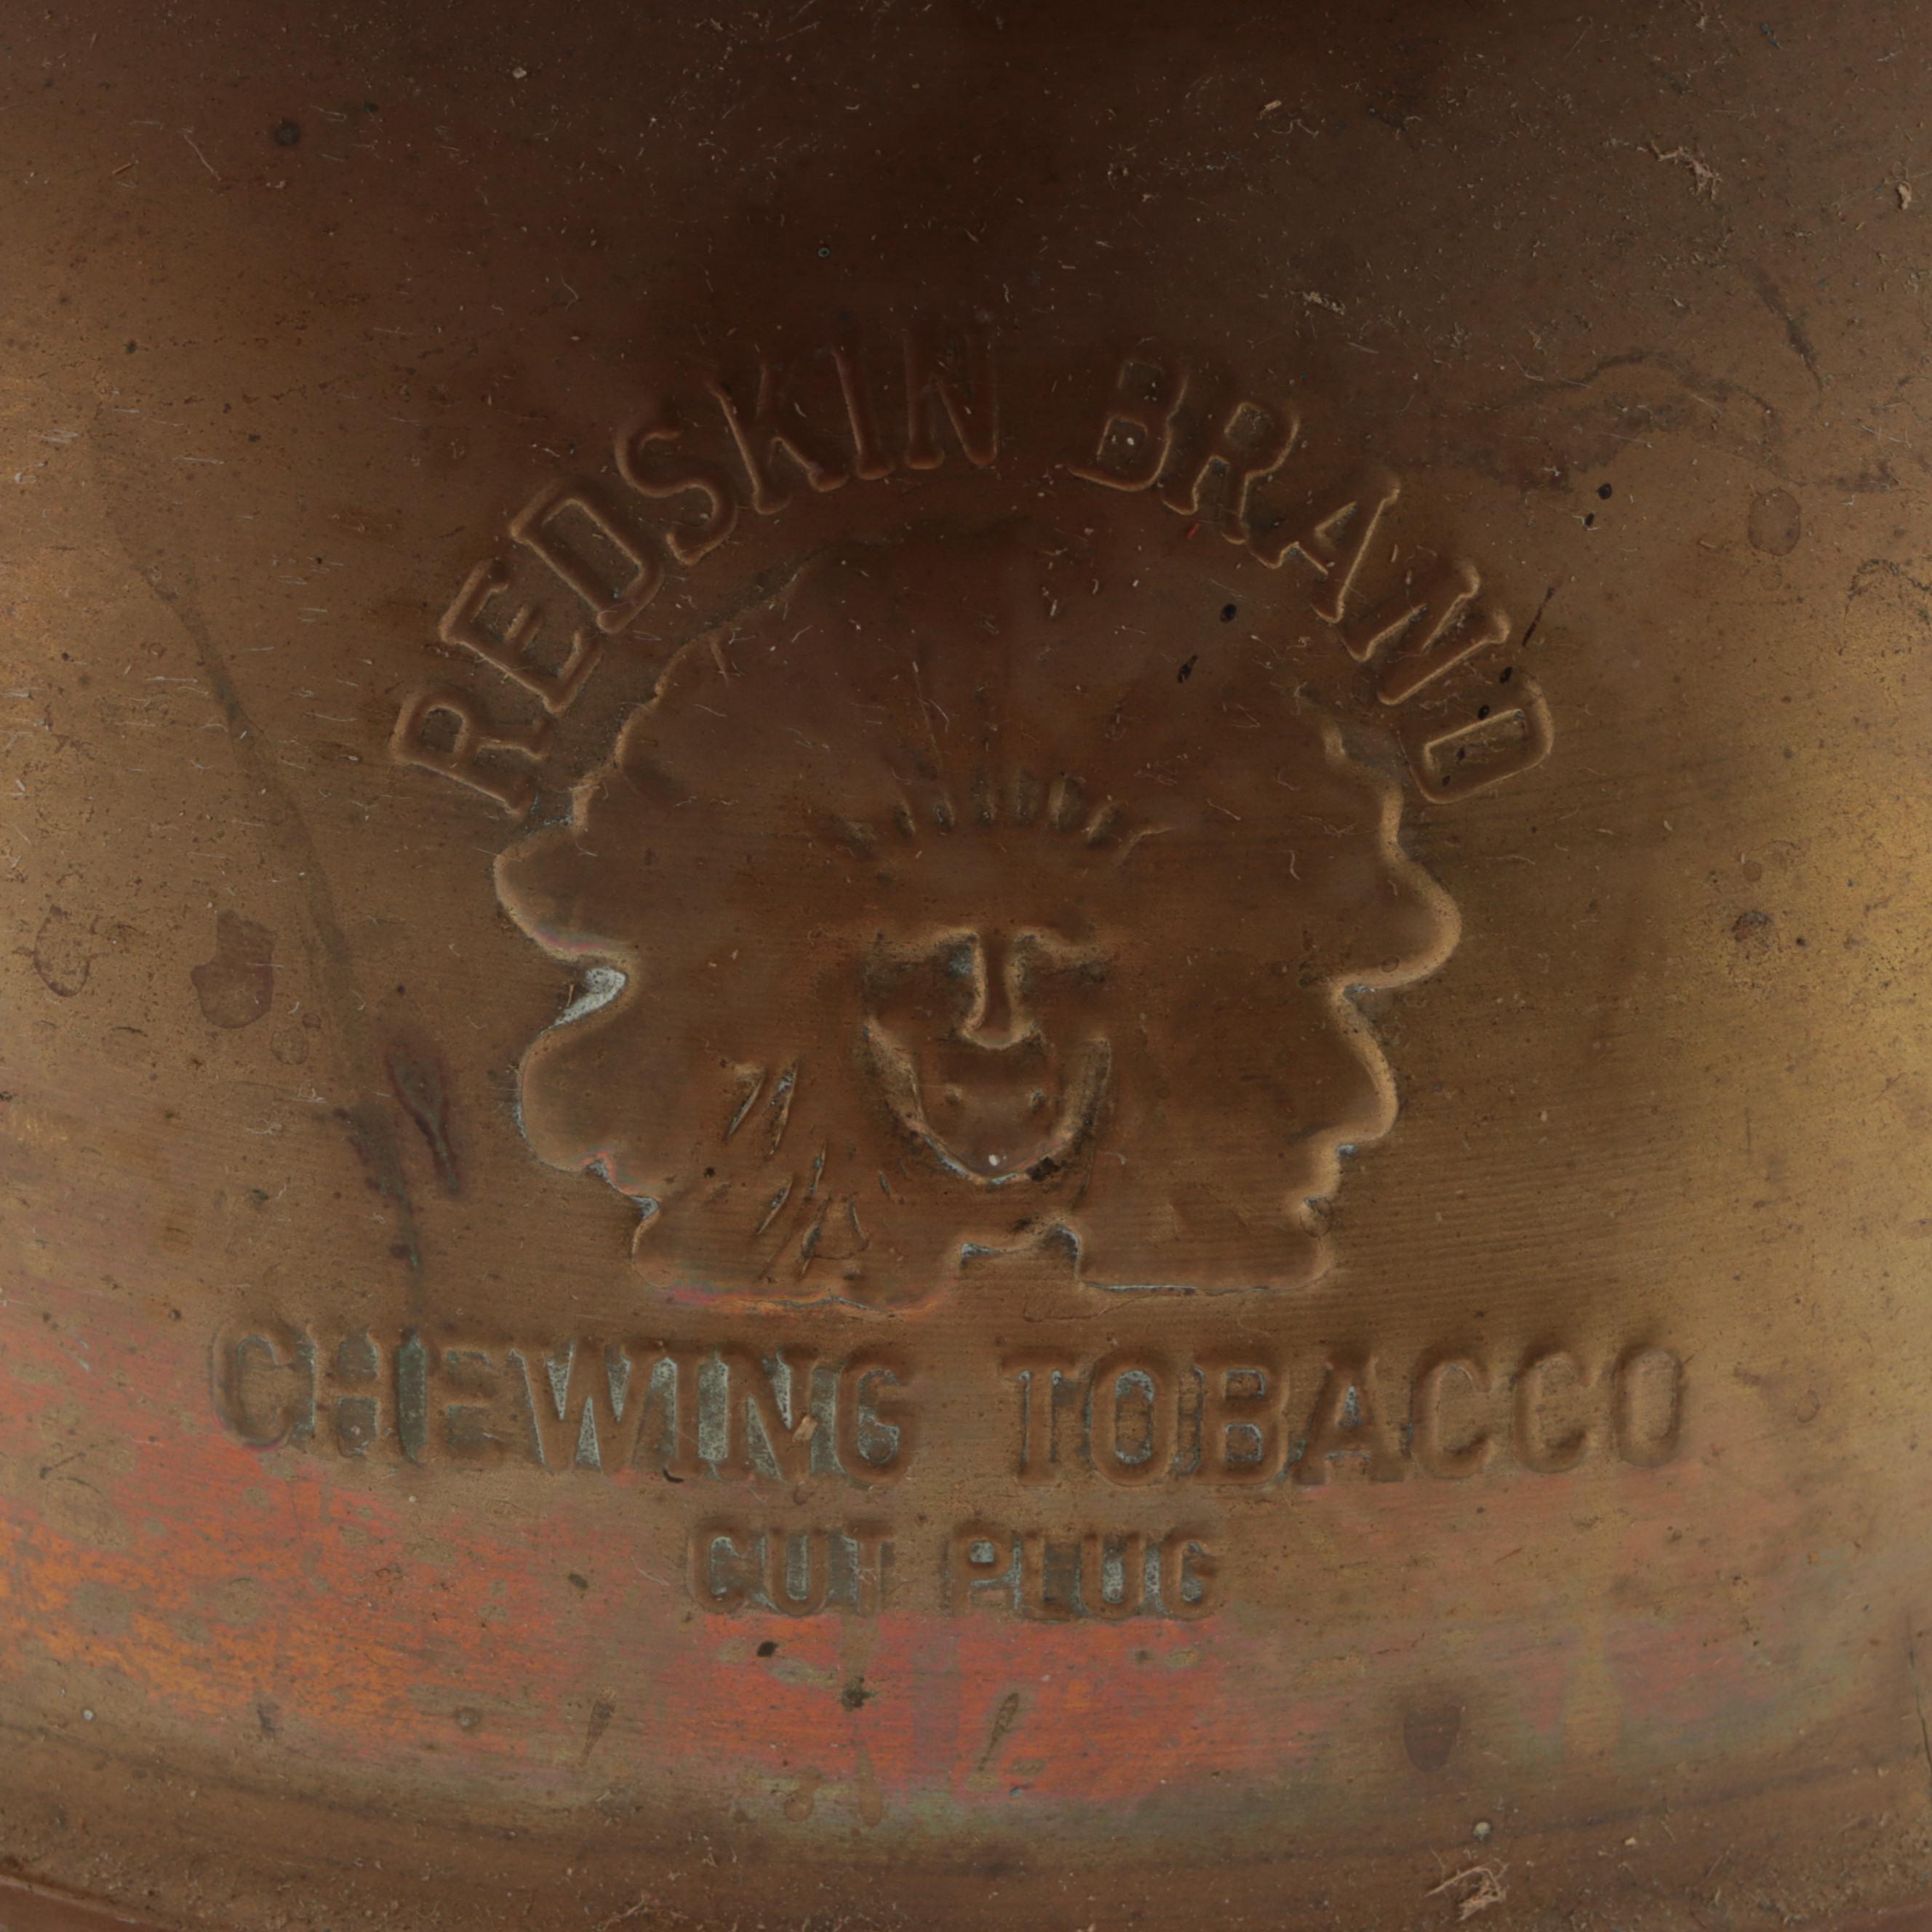 REDSKIN BRAND
CHEWING TOBACCO
CUT PLUG